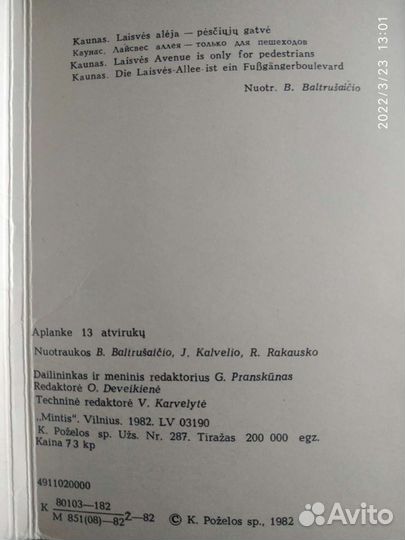 Kaunas. Laisvės alėja — pėsčiųjų gatvė
Каунас. Лайсвес аллея — только для пешеходов
Kaunas. Laisvės Avenue is only for pedestrians
Kaunas. Die Laisvės-Allee ist ein Fußgängerboulevard
Nuotr. B. Baltrušaičio
2022/3/23 13:01
Aplanke 13 atvirukų
Nuotraukos B. Baltrušaičio, J. Kalvelio, R. Rakausko
Dailininkas ir meninis redaktorius G. Pranskūnas
Redaktorė O. Deveikienė
Techninė redaktorė V. Karvelytė
„Mintis". Vilnius. 1982. LV 03190
K. Poželos sp. Užs. Nr. 287. Tiražas 200 000 egz.
Kaina 73 kp
4911020000
K 80103—182
M 851(08)—82 Z—82
© K. Poželos sp., 1982
Avito